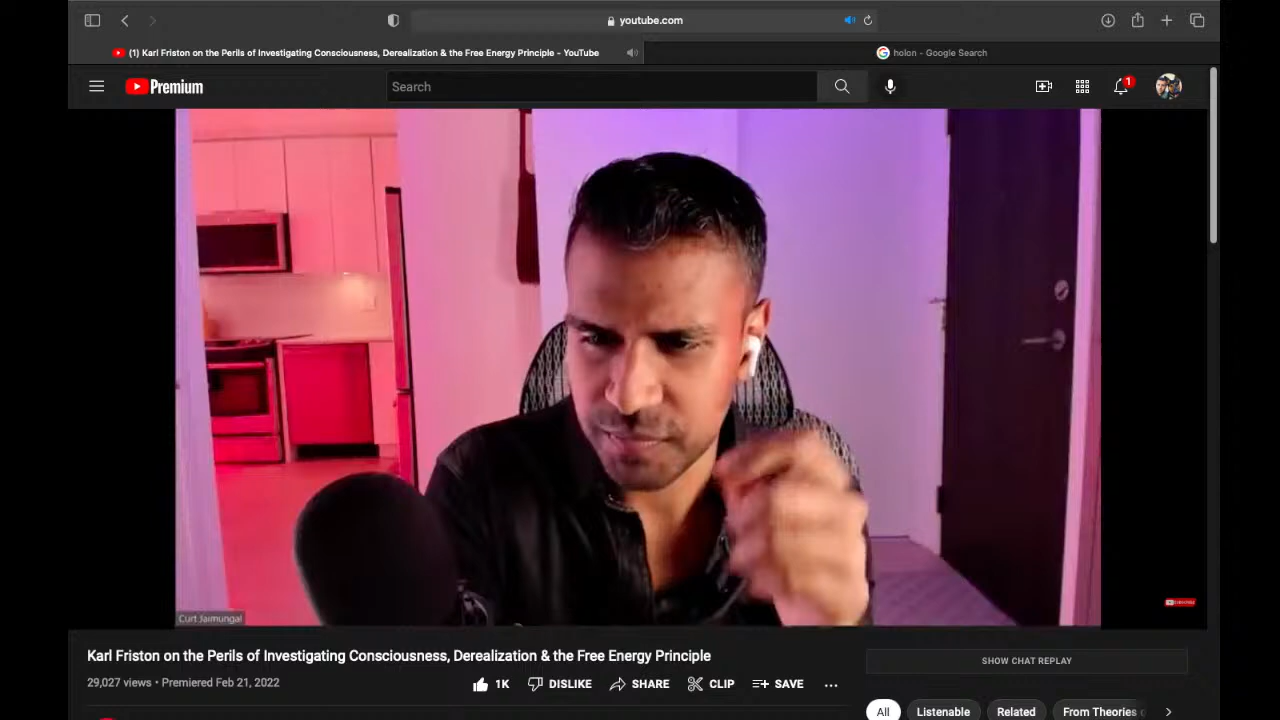 youtube.com
(1) Karl Friston on the Perils of Investigating Consciousness, Derealization & the Free Energy Principle - YouTube
holon - Google Search
Premium
Search
1
Curt Jaimungal
Karl Friston on the Perils of Investigating Consciousness, Derealization & the Free Energy Principle
29,027 views • Premiered Feb 21, 2022
1K
DISLIKE
SHARE
CLIP
SAVE
SHOW CHAT REPLAY
All
Listenable
Related
From Theories